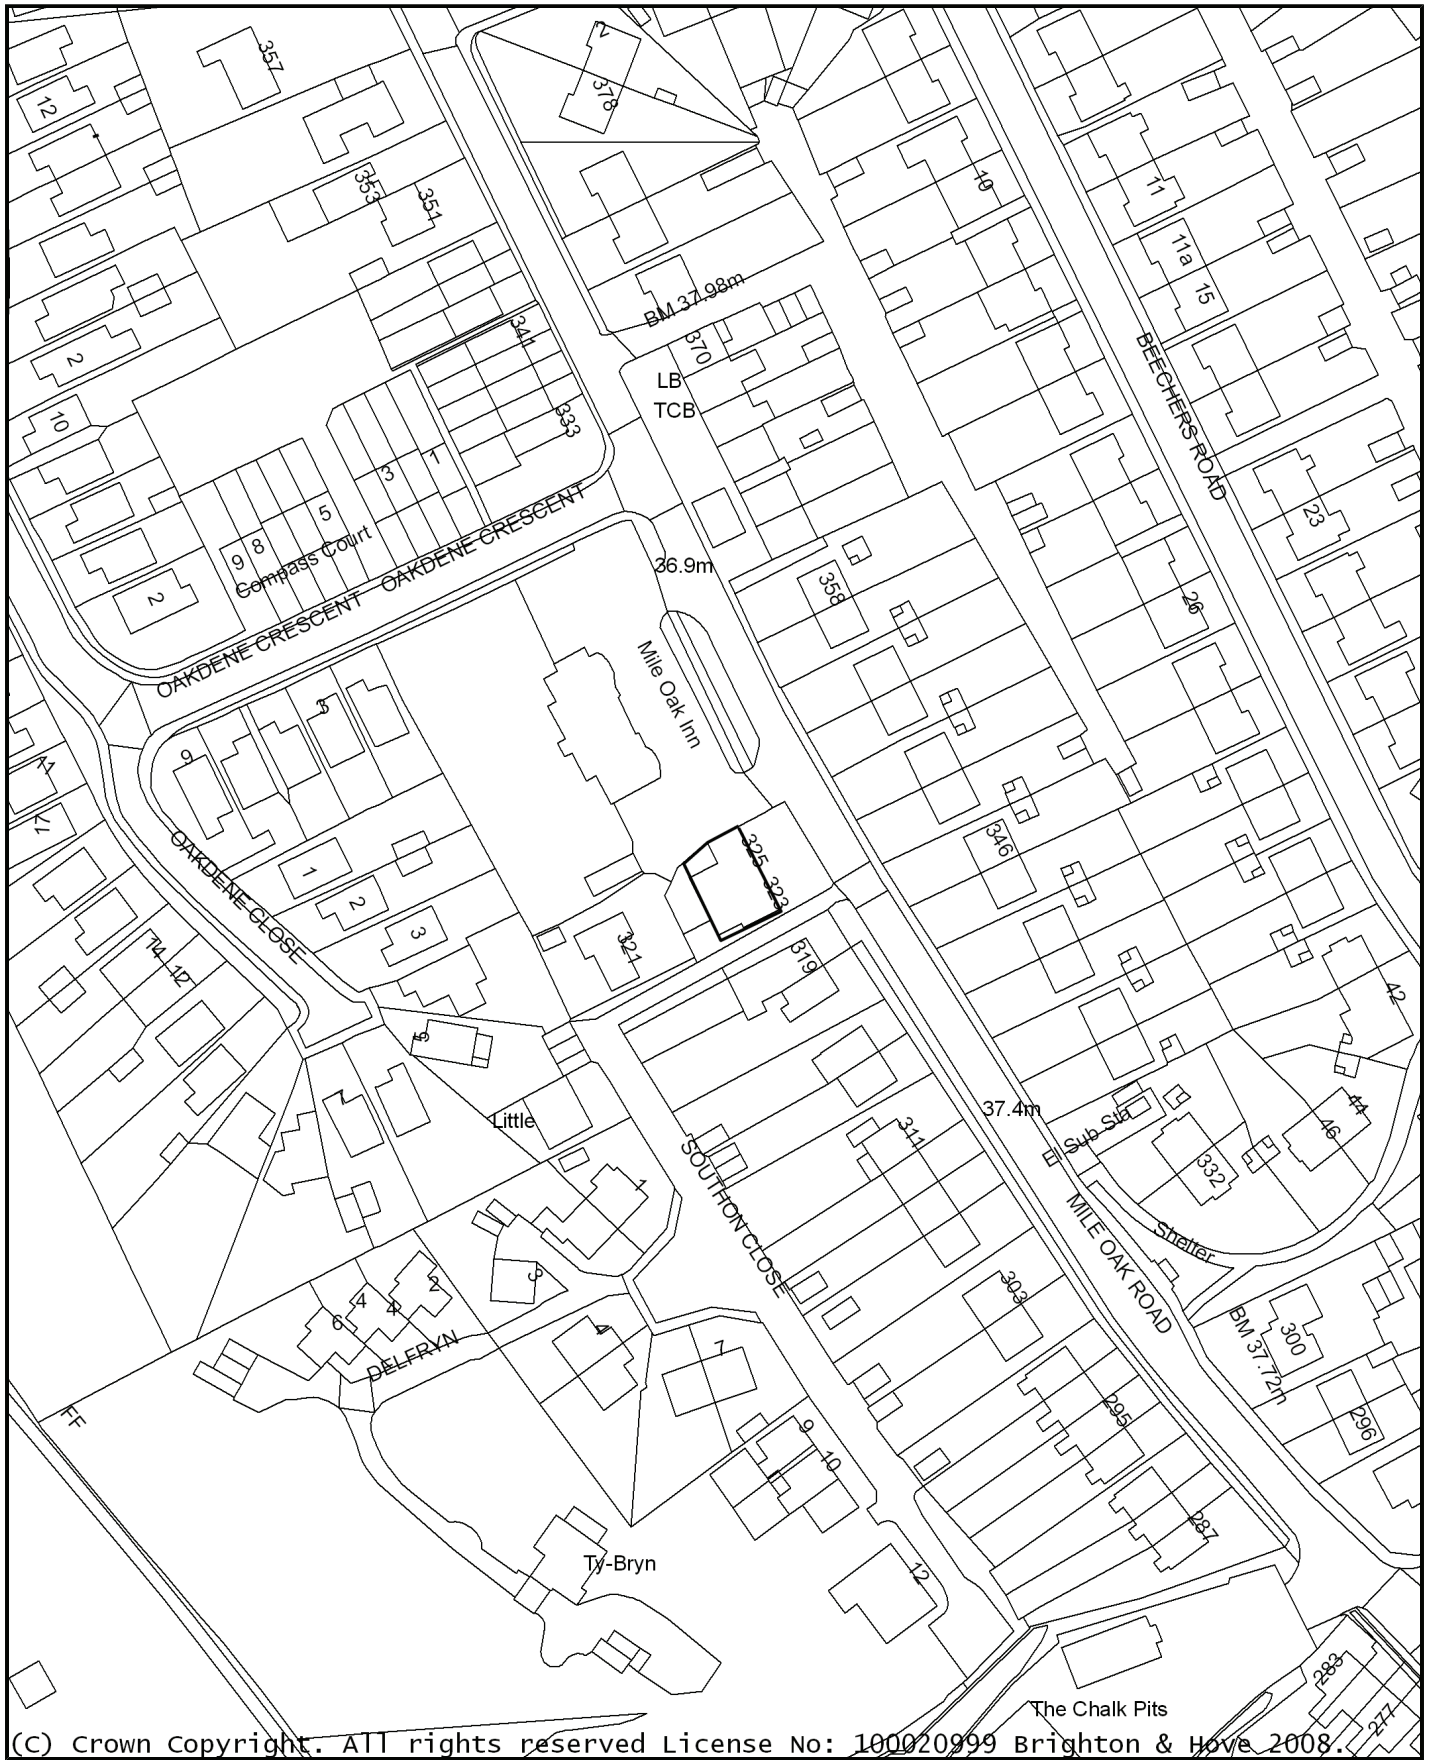 357
2
12
378
353
351
10
11
11a
15
BM 37.98m
341
370
2
LB
TCB
333
BEECHERS ROAD
10
3
1
5
9
8
Compass Court
OAKDENE CRESCENT
23
36.9m
358
26
2
OAKDENE CRESCENT
Mile Oak Inn
3
9
11
17
346
325
323
OAKDENE CLOSE
1
2
3
321
319
14
12
42
5
37.4m
Sub Sta
44
46
7
Little
311
332
SOUTHON CLOSE
1
MILE OAK ROAD
Shelter
3
2
4
4
6
303
DELFRYN
4
7
BM 37.72m
300
295
296
FF
9
10
287
Ty-Bryn
12
283
277
The Chalk Pits
(C) Crown Copyright. All rights reserved License No: 100020999 Brighton & Hove 2008.